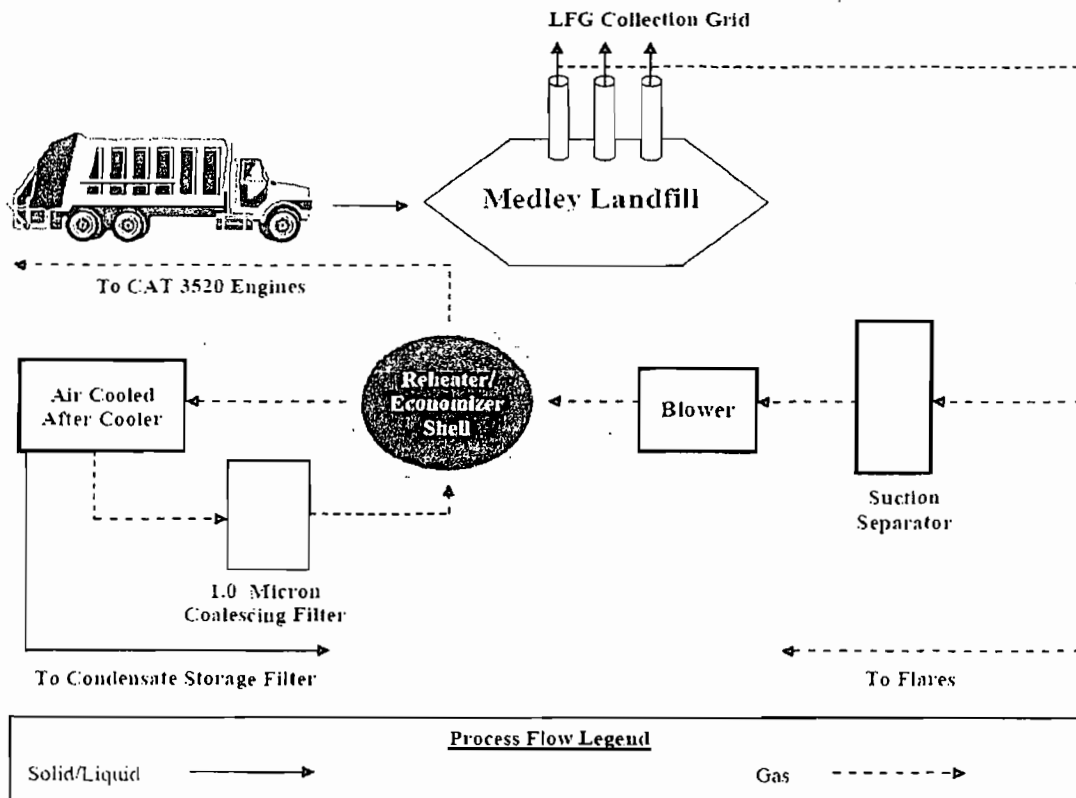 LFG Collection Grid
Medley Landfill
To CAT 3520 Engines
Air Cooled
After Cooler
Reheater/
Economizer
Shell
Blower
Suction
Separator
1.0 Micron
Coalescing Filter
To Condensate Storage Filter
To Flares
Process Flow Legend
Solid/Liquid
Gas